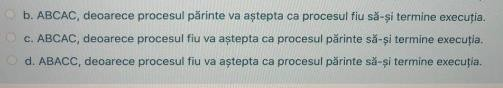 b. ABCAC, deoarece procesul părinte va aștepta ca procesul fiu să-și termine execuția.
c. ABCAC, deoarece procesul fiu va aștepta ca procesul părinte să-și termine execuția.
d. ABACC, deoarece procesul fiu va aștepta ca procesul părinte să-și termine execuția.